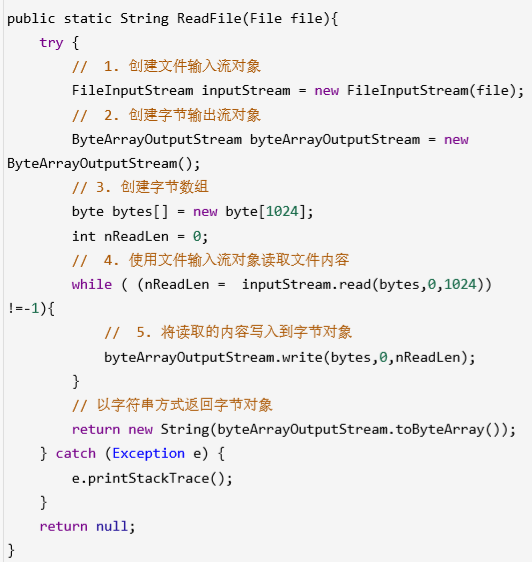 public static String ReadFile(File file){
    try {
        //  1. 创建文件输入流对象
        FileInputStream inputStream = new FileInputStream(file);
        //  2. 创建字节输出流对象
        ByteArrayOutputStream byteArrayOutputStream = new
ByteArrayOutputStream();
        // 3. 创建字节数组
        byte bytes[] = new byte[1024];
        int nReadLen = 0;
        //  4. 使用文件输入流对象读取文件内容
        while ( (nReadLen =  inputStream.read(bytes,0,1024))
!=-1){
            //  5. 将读取的内容写入到字节对象
            byteArrayOutputStream.write(bytes,0,nReadLen);
        }
        // 以字符串方式返回字节对象
        return new String(byteArrayOutputStream.toByteArray());
    } catch (Exception e) {
        e.printStackTrace();
    }
    return null;
}